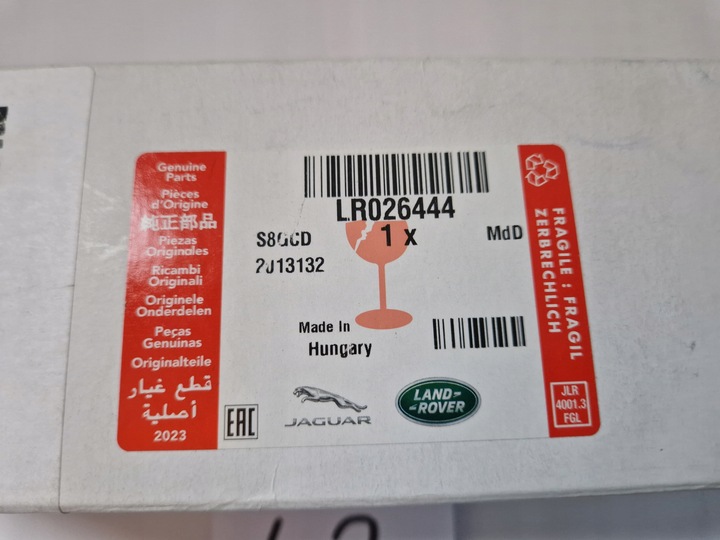 Genuine
Parts
Pièces
d'Origine
純正部品
Piezas
Originales
Ricambi
Originali
Originele
Onderdelen
Peças
Genuínas
Originalteile
قطع غيار
أصلية
2023
LR026444
1 x
MdD
2013132
Made In
Hungary
EAC
JAGUAR
LAND-
-ROVER
FRAGILE : FRAGIL
ZERBRECHLICH
JLR
4001.3
FGL